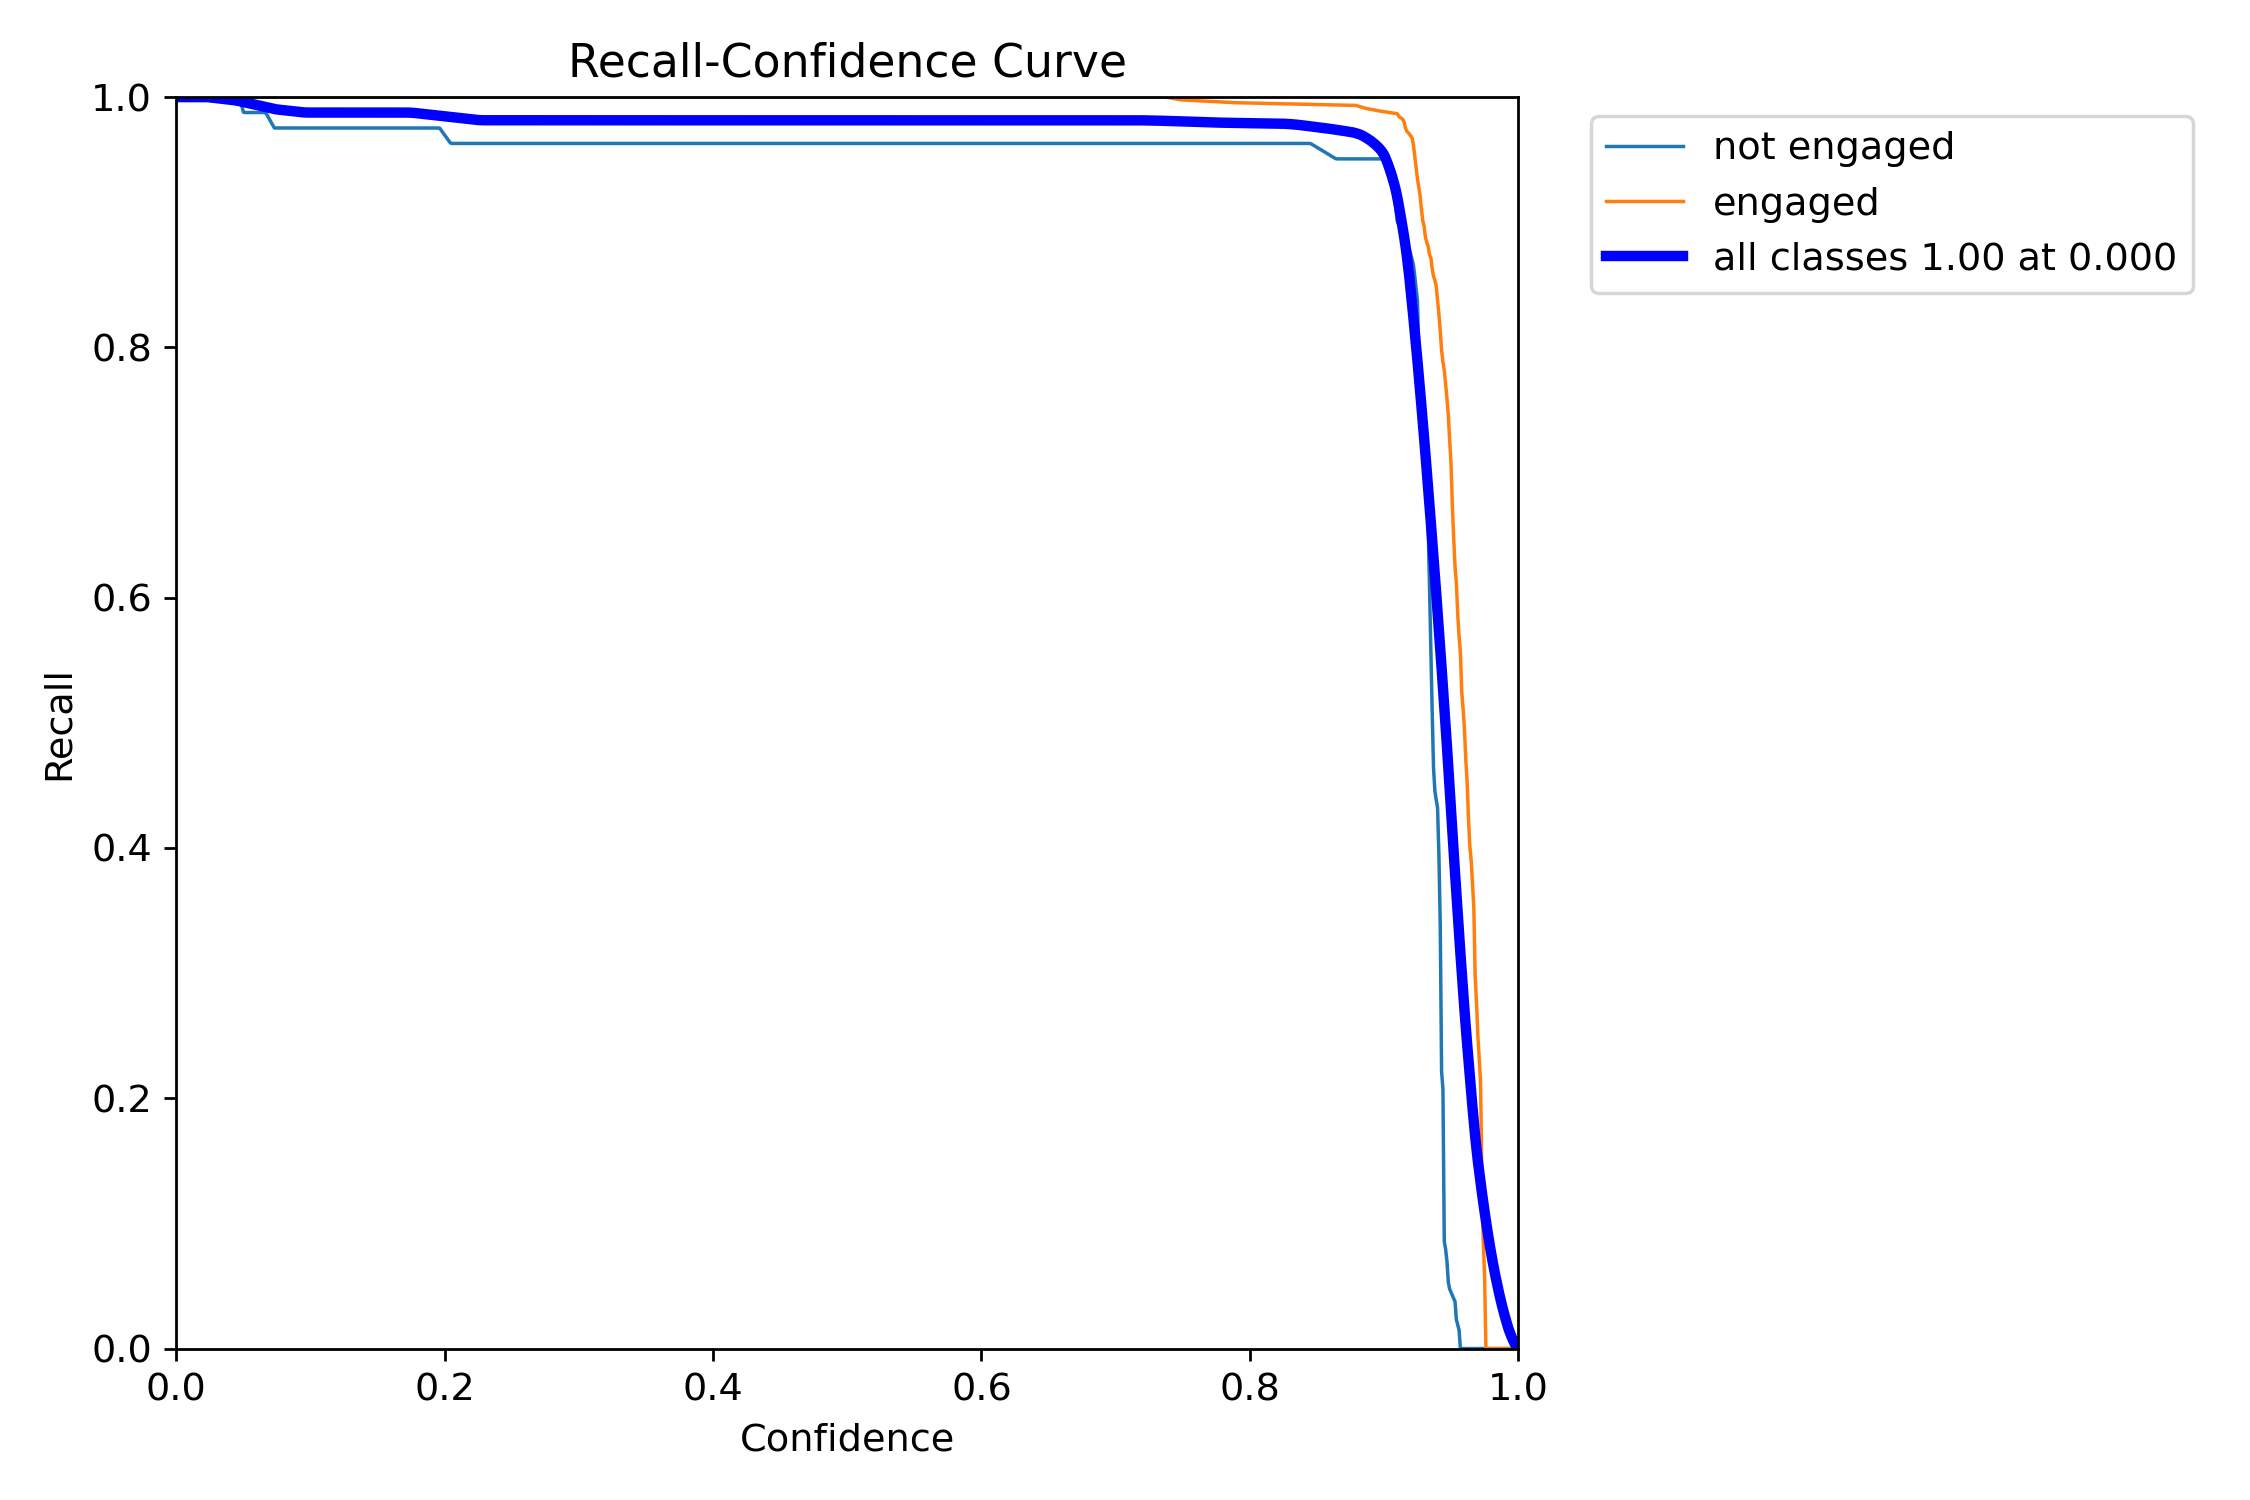 Recall-Confidence Curve
1.0
0.8
0.6
0.4
0.2
0.0
Recall
0.0 0.2 0.4 0.6 0.8 1.0
Confidence
not engaged
engaged
all classes 1.00 at 0.000